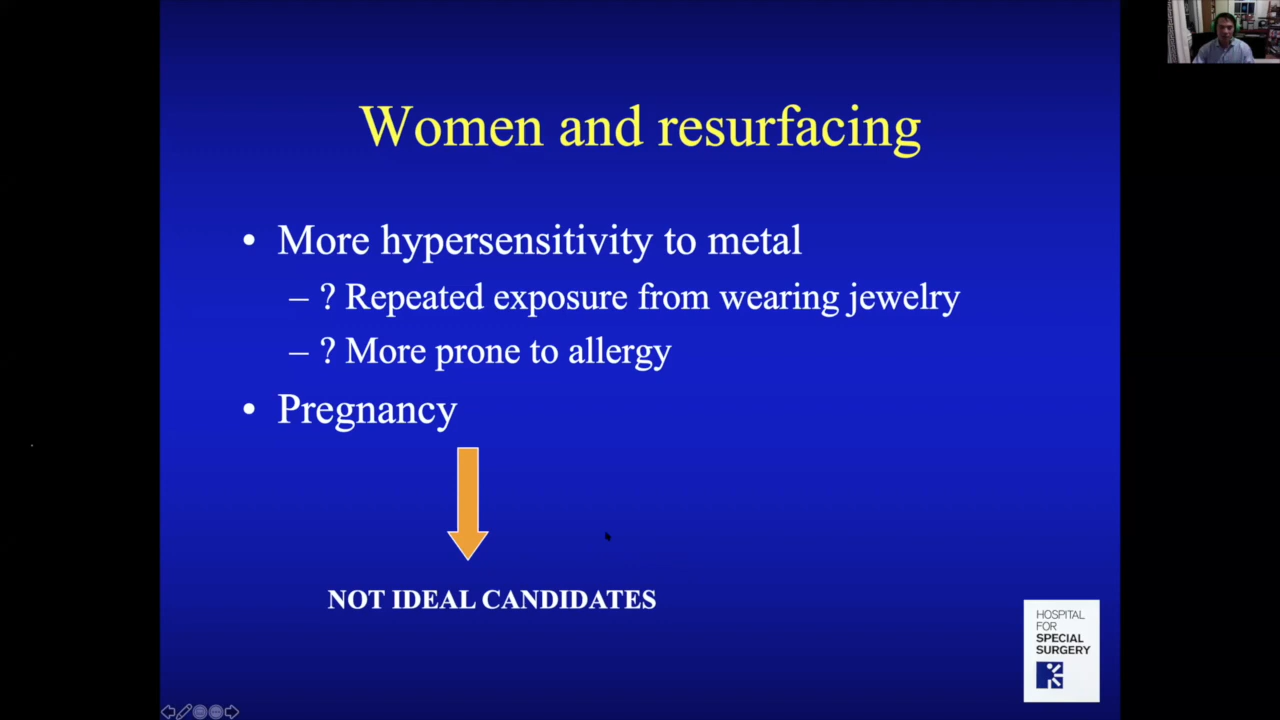 Women and resurfacing
• More hypersensitivity to metal
– ? Repeated exposure from wearing jewelry
– ? More prone to allergy
• Pregnancy
NOT IDEAL CANDIDATES
HOSPITAL
FOR
SPECIAL
SURGERY